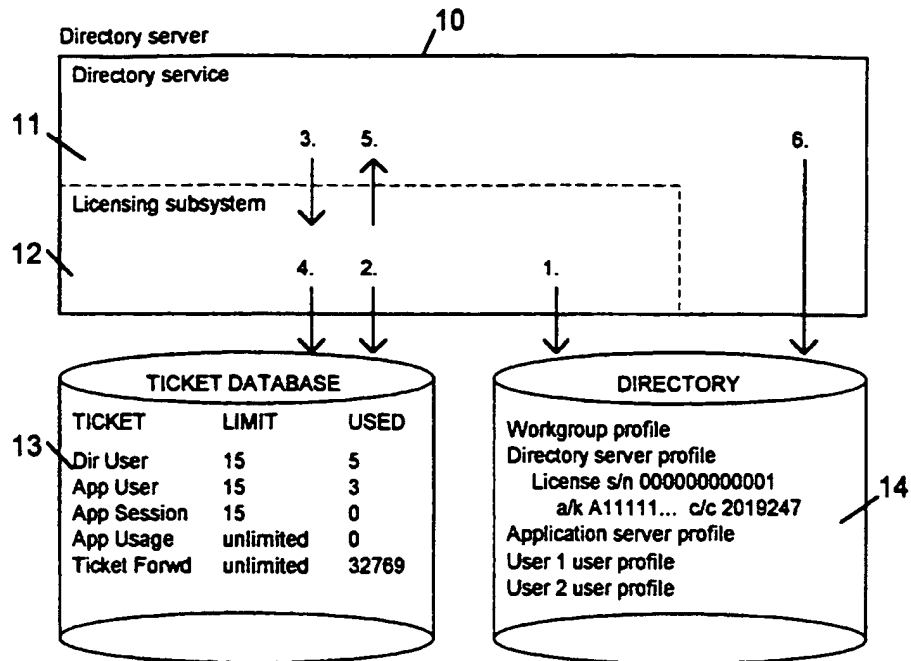 10
Directory server
Directory service
11
3. 5. 6.
Licensing subsystem
12
4. 2. 1.
TICKET DATABASE
TICKET LIMIT USED
13
Dir User 15 5
App User 15 3
App Session 15 0
App Usage unlimited 0
Ticket Forwd unlimited 32769
DIRECTORY
Workgroup profile
Directory server profile
License s/n 000000000001
a/k A11111... c/c 2019247
14
Application server profile
User 1 user profile
User 2 user profile